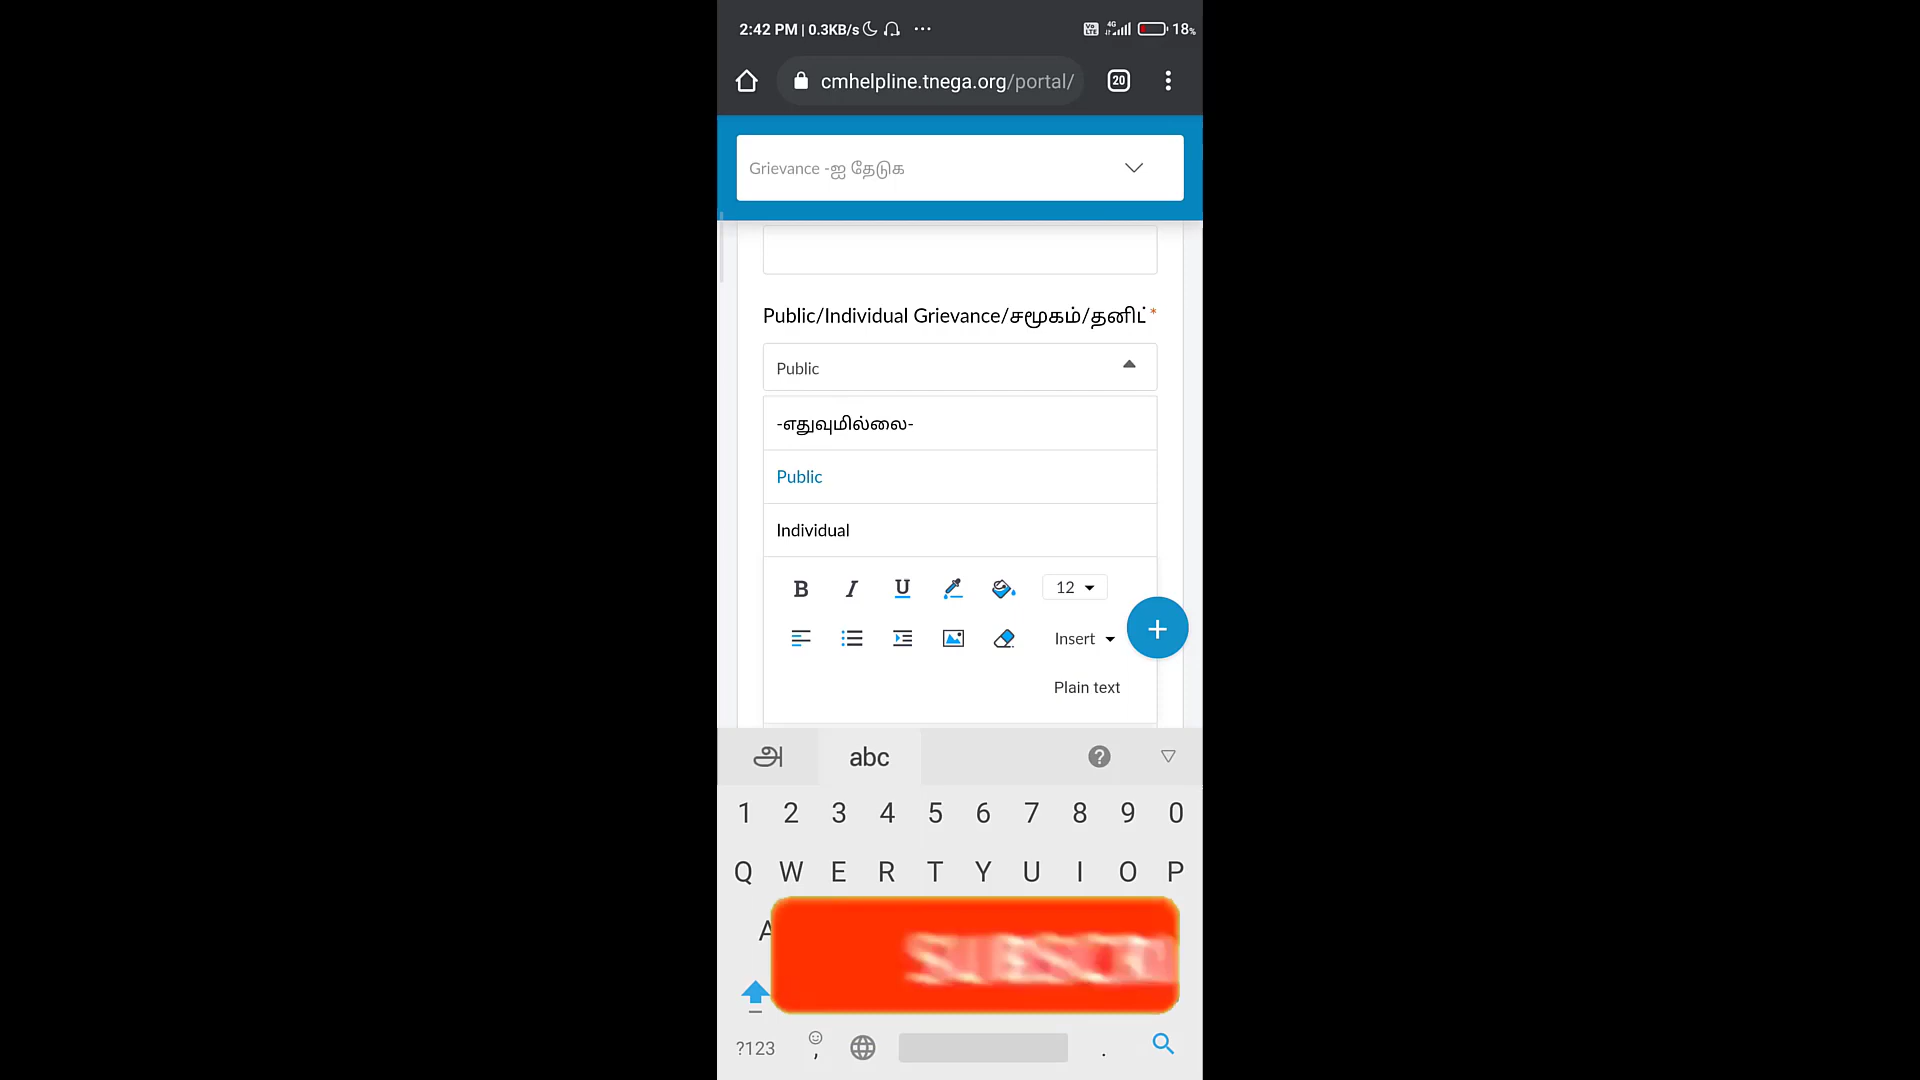 2:42 PM | 0.3KB/s ... 4G 18%
cmhelpline.tnega.org/portal/ 20
Grievance -ஐ தேடுக
Public/Individual Grievance/சமூகம்/தனிட்*
Public
-எதுவுமில்லை-
Public
Individual
B I U 12
Insert
Plain text
அ abc ?
1 2 3 4 5 6 7 8 9 0
Q W E R T Y U I O P
A
?123 , .